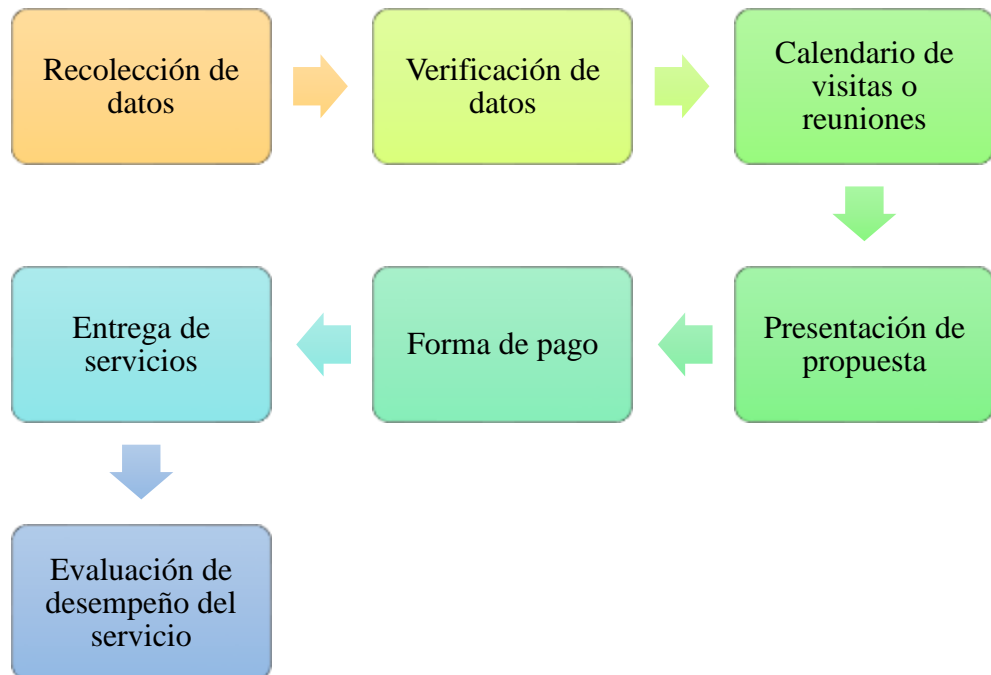 Recolección de
datos
Verificación de
datos
Calendario de
visitas o
reuniones
Presentación de
propuesta
Forma de pago
Entrega de
servicios
Evaluación de
desempeño del
servicio